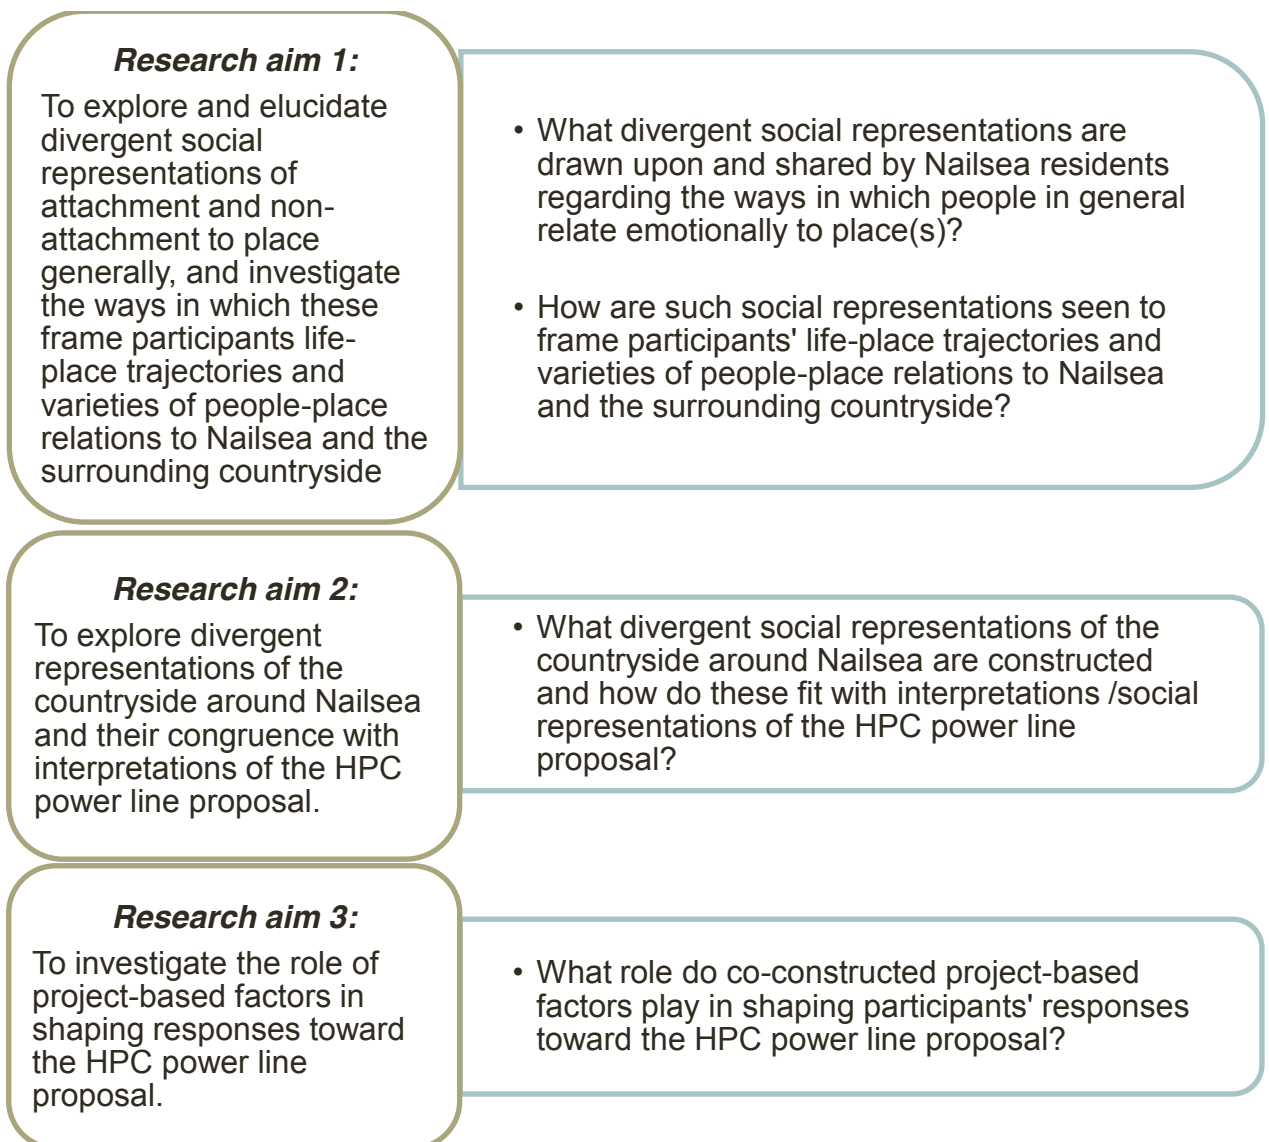 Research aim 1:
To explore and elucidate
divergent social
representations of
attachment and non-
attachment to place
generally, and investigate
the ways in which these
frame participants life-
place trajectories and
varieties of people-place
relations to Nailsea and the
surrounding countryside
• What divergent social representations are
drawn upon and shared by Nailsea residents
regarding the ways in which people in general
relate emotionally to place(s)?
• How are such social representations seen to
frame participants' life-place trajectories and
varieties of people-place relations to Nailsea
and the surrounding countryside?
Research aim 2:
To explore divergent
representations of the
countryside around Nailsea
and their congruence with
interpretations of the HPC
power line proposal.
• What divergent social representations of the
countryside around Nailsea are constructed
and how do these fit with interpretations /social
representations of the HPC power line
proposal?
Research aim 3:
To investigate the role of
project-based factors in
shaping responses toward
the HPC power line
proposal.
• What role do co-constructed project-based
factors play in shaping participants' responses
toward the HPC power line proposal?